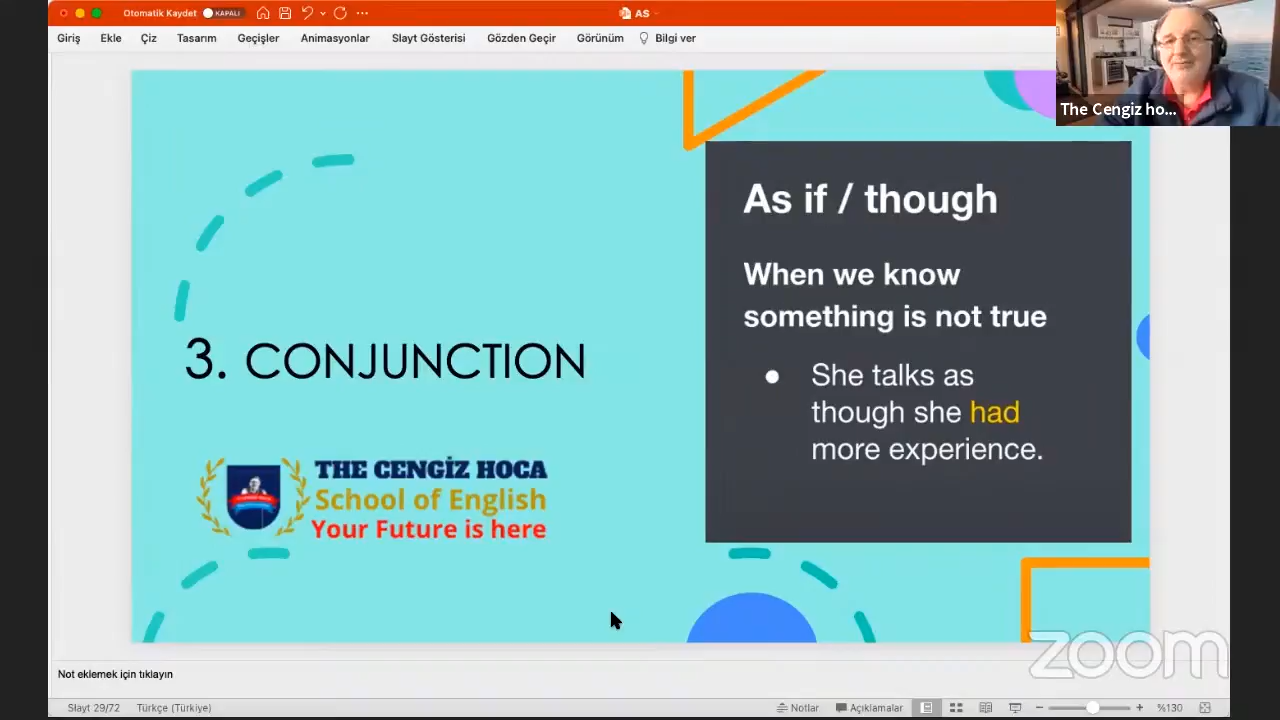 Otomatik Kaydet KAPALI
AS
Giriş Ekle Çiz Tasarım Geçişler Animasyonlar Slayt Gösterisi Gözden Geçir Görünüm Bilgi ver
The Cengiz ho...
As if / though
When we know
something is not true
She talks as
though she had
more experience.
3. CONJUNCTION
THE CENGİZ HOCA
School of English
Your Future is here
zoom
Not eklemek için tıklayın
Slayt 29/72 Türkçe (Türkiye) Notlar Açıklamalar %130